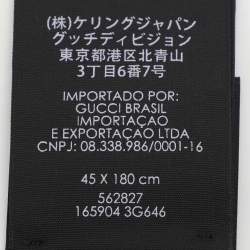 (株)ケリングジャパン
グッチディビジョン
東京都港区北青山
3丁目6番7号
IMPORTADO POR:
GUCCI BRASIL
IMPORTAÇAO
E EXPORTAÇAO LTDA
CNPJ: 08.338.986/0001-16
45 X 180 cm
562827
165904 3G646